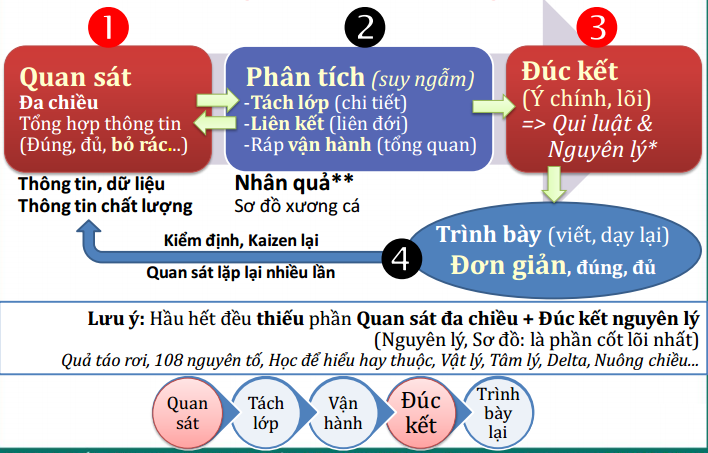 1
Quan sát
Đa chiều
Tổng hợp thông tin
(Đúng, đủ, bỏ rác...)
2
Phân tích (suy ngẫm)
-Tách lớp (chi tiết)
-Liên kết (liên đới)
-Ráp vận hành (tổng quan)
3
Đúc kết
(Ý chính, lõi)
=> Qui luật &
Nguyên lý*
Thông tin, dữ liệu
Thông tin chất lượng
Nhân quả**
Sơ đồ xương cá
Kiểm định, Kaizen lại
Quan sát lặp lại nhiều lần
4
Trình bày (viết, dạy lại)
Đơn giản, đúng, đủ
Lưu ý: Hầu hết đều thiếu phần Quan sát đa chiều + Đúc kết nguyên lý
(Nguyên lý, Sơ đồ: là phần cốt lõi nhất)
Quả táo rơi, 108 nguyên tố, Học để hiểu hay thuộc, Vật lý, Tâm lý, Delta, Nuông chiều...
Quan
sát
Tách
lớp
Vận
hành
Đúc
kết
Trình
bày
lại